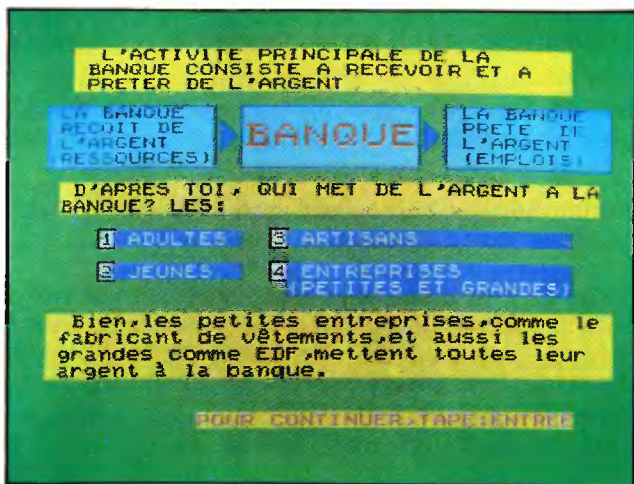 L'ACTIVITE PRINCIPALE DE LA
BANQUE CONSISTE A RECEVOIR ET A
PRETER DE L'ARGENT
LA BANQUE
RECOIT DE
L'ARGENT
(RESSOURCES)
BANQUE
LA BANQUE
PRETE DE
L'ARGENT
(EMPLOIS)
D'APRES TOI, QUI MET DE L'ARGENT A LA
BANQUE? LES:
1 ADULTES
3 ARTISANS
2 JEUNES
4 ENTREPRISES
(PETITES ET GRANDES)
Bien,les petites entreprises,comme le
fabricant de vêtements,et aussi les
grandes comme EDF,mettent toutes leur
argent à la banque.
POUR CONTINUER,TAPE:ENTREE